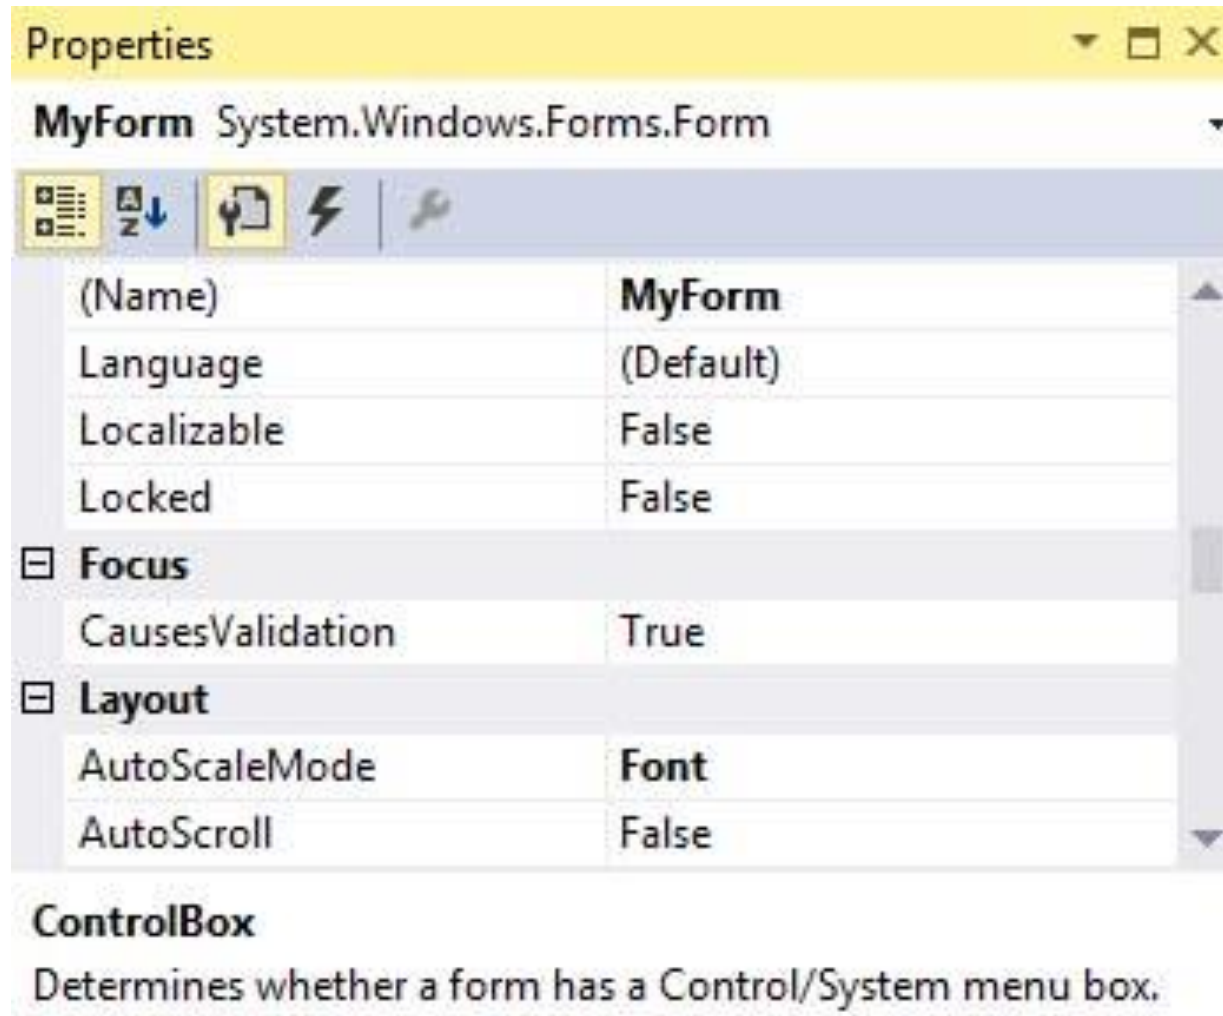 Properties
MyForm System.Windows.Forms.Form
(Name) MyForm
Language (Default)
Localizable False
Locked False
Focus
CausesValidation True
Layout
AutoScaleMode Font
AutoScroll False
ControlBox
Determines whether a form has a Control/System menu box.